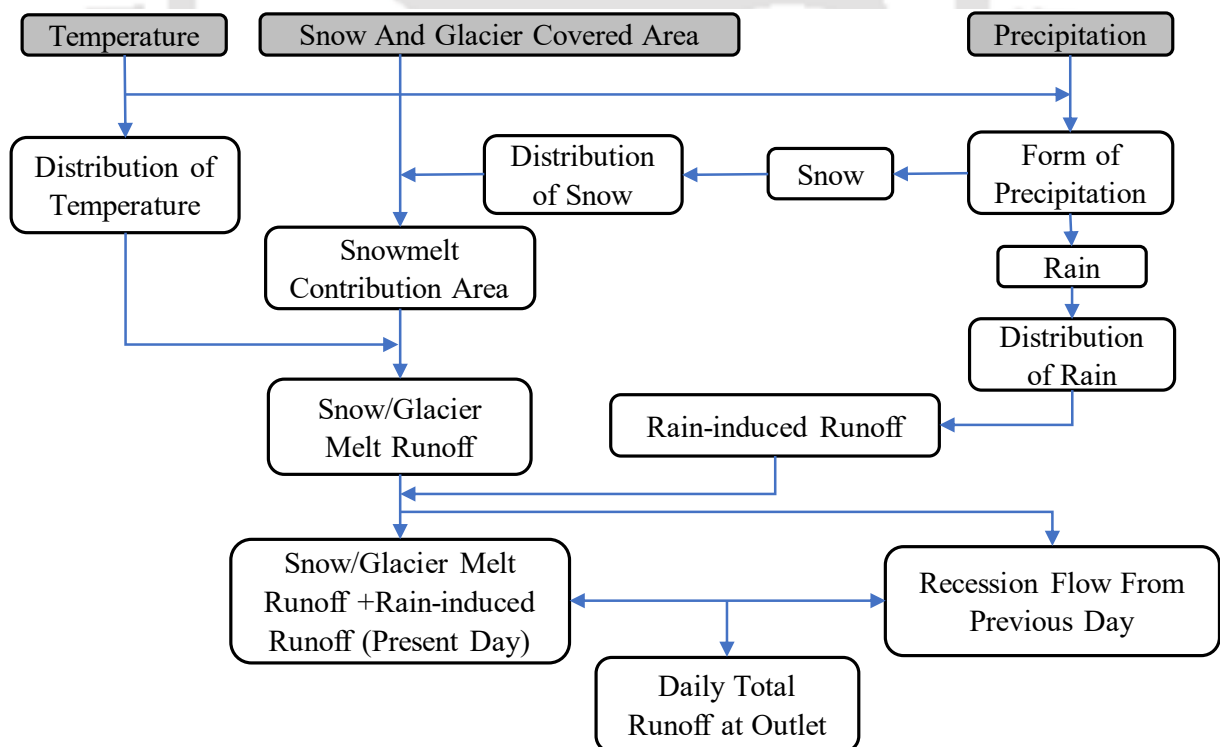 Temperature
Snow And Glacier Covered Area
Precipitation
Distribution of
Temperature
Distribution
of Snow
Snow
Form of
Precipitation
Snowmelt
Contribution Area
Rain
Distribution
of Rain
Snow/Glacier
Melt Runoff
Rain-induced Runoff
Snow/Glacier Melt
Runoff +Rain-induced
Runoff (Present Day)
Recession Flow From
Previous Day
Daily Total
Runoff at Outlet